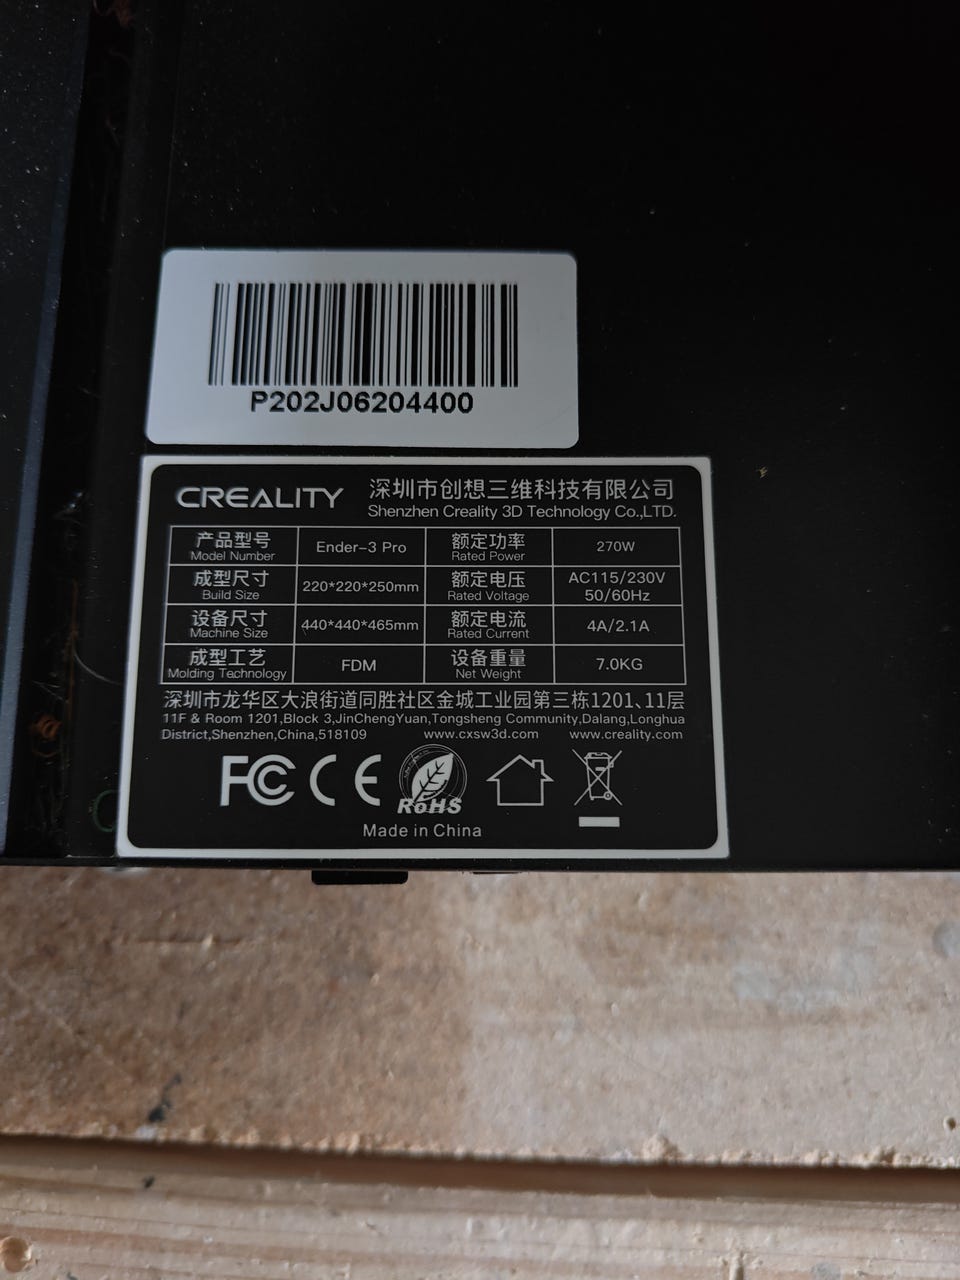 P202J06204400
CREALITY 深圳市创想三维科技有限公司
Shenzhen Creality 3D Technology Co.,LTD.
产品型号 Ender-3 Pro 额定功率 270W
Model Number Rated Power
成型尺寸 220*220*250mm 额定电压 AC115/230V
Build Size Rated Voltage 50/60Hz
设备尺寸 440*440*465mm 额定电流 4A/2.1A
Machine Size Rated Current
成型工艺 FDM 设备重量 7.0KG
Molding Technology Net Weight
深圳市龙华区大浪街道同胜社区金城工业园第三栋1201、11层
11F & Room 1201,Block 3,JinChengYuan,Tongsheng Community,Dalang,Longhua
District,Shenzhen,China,518109 www.cxsw3d.com www.creality.com
FC CE RoHS
Made in China